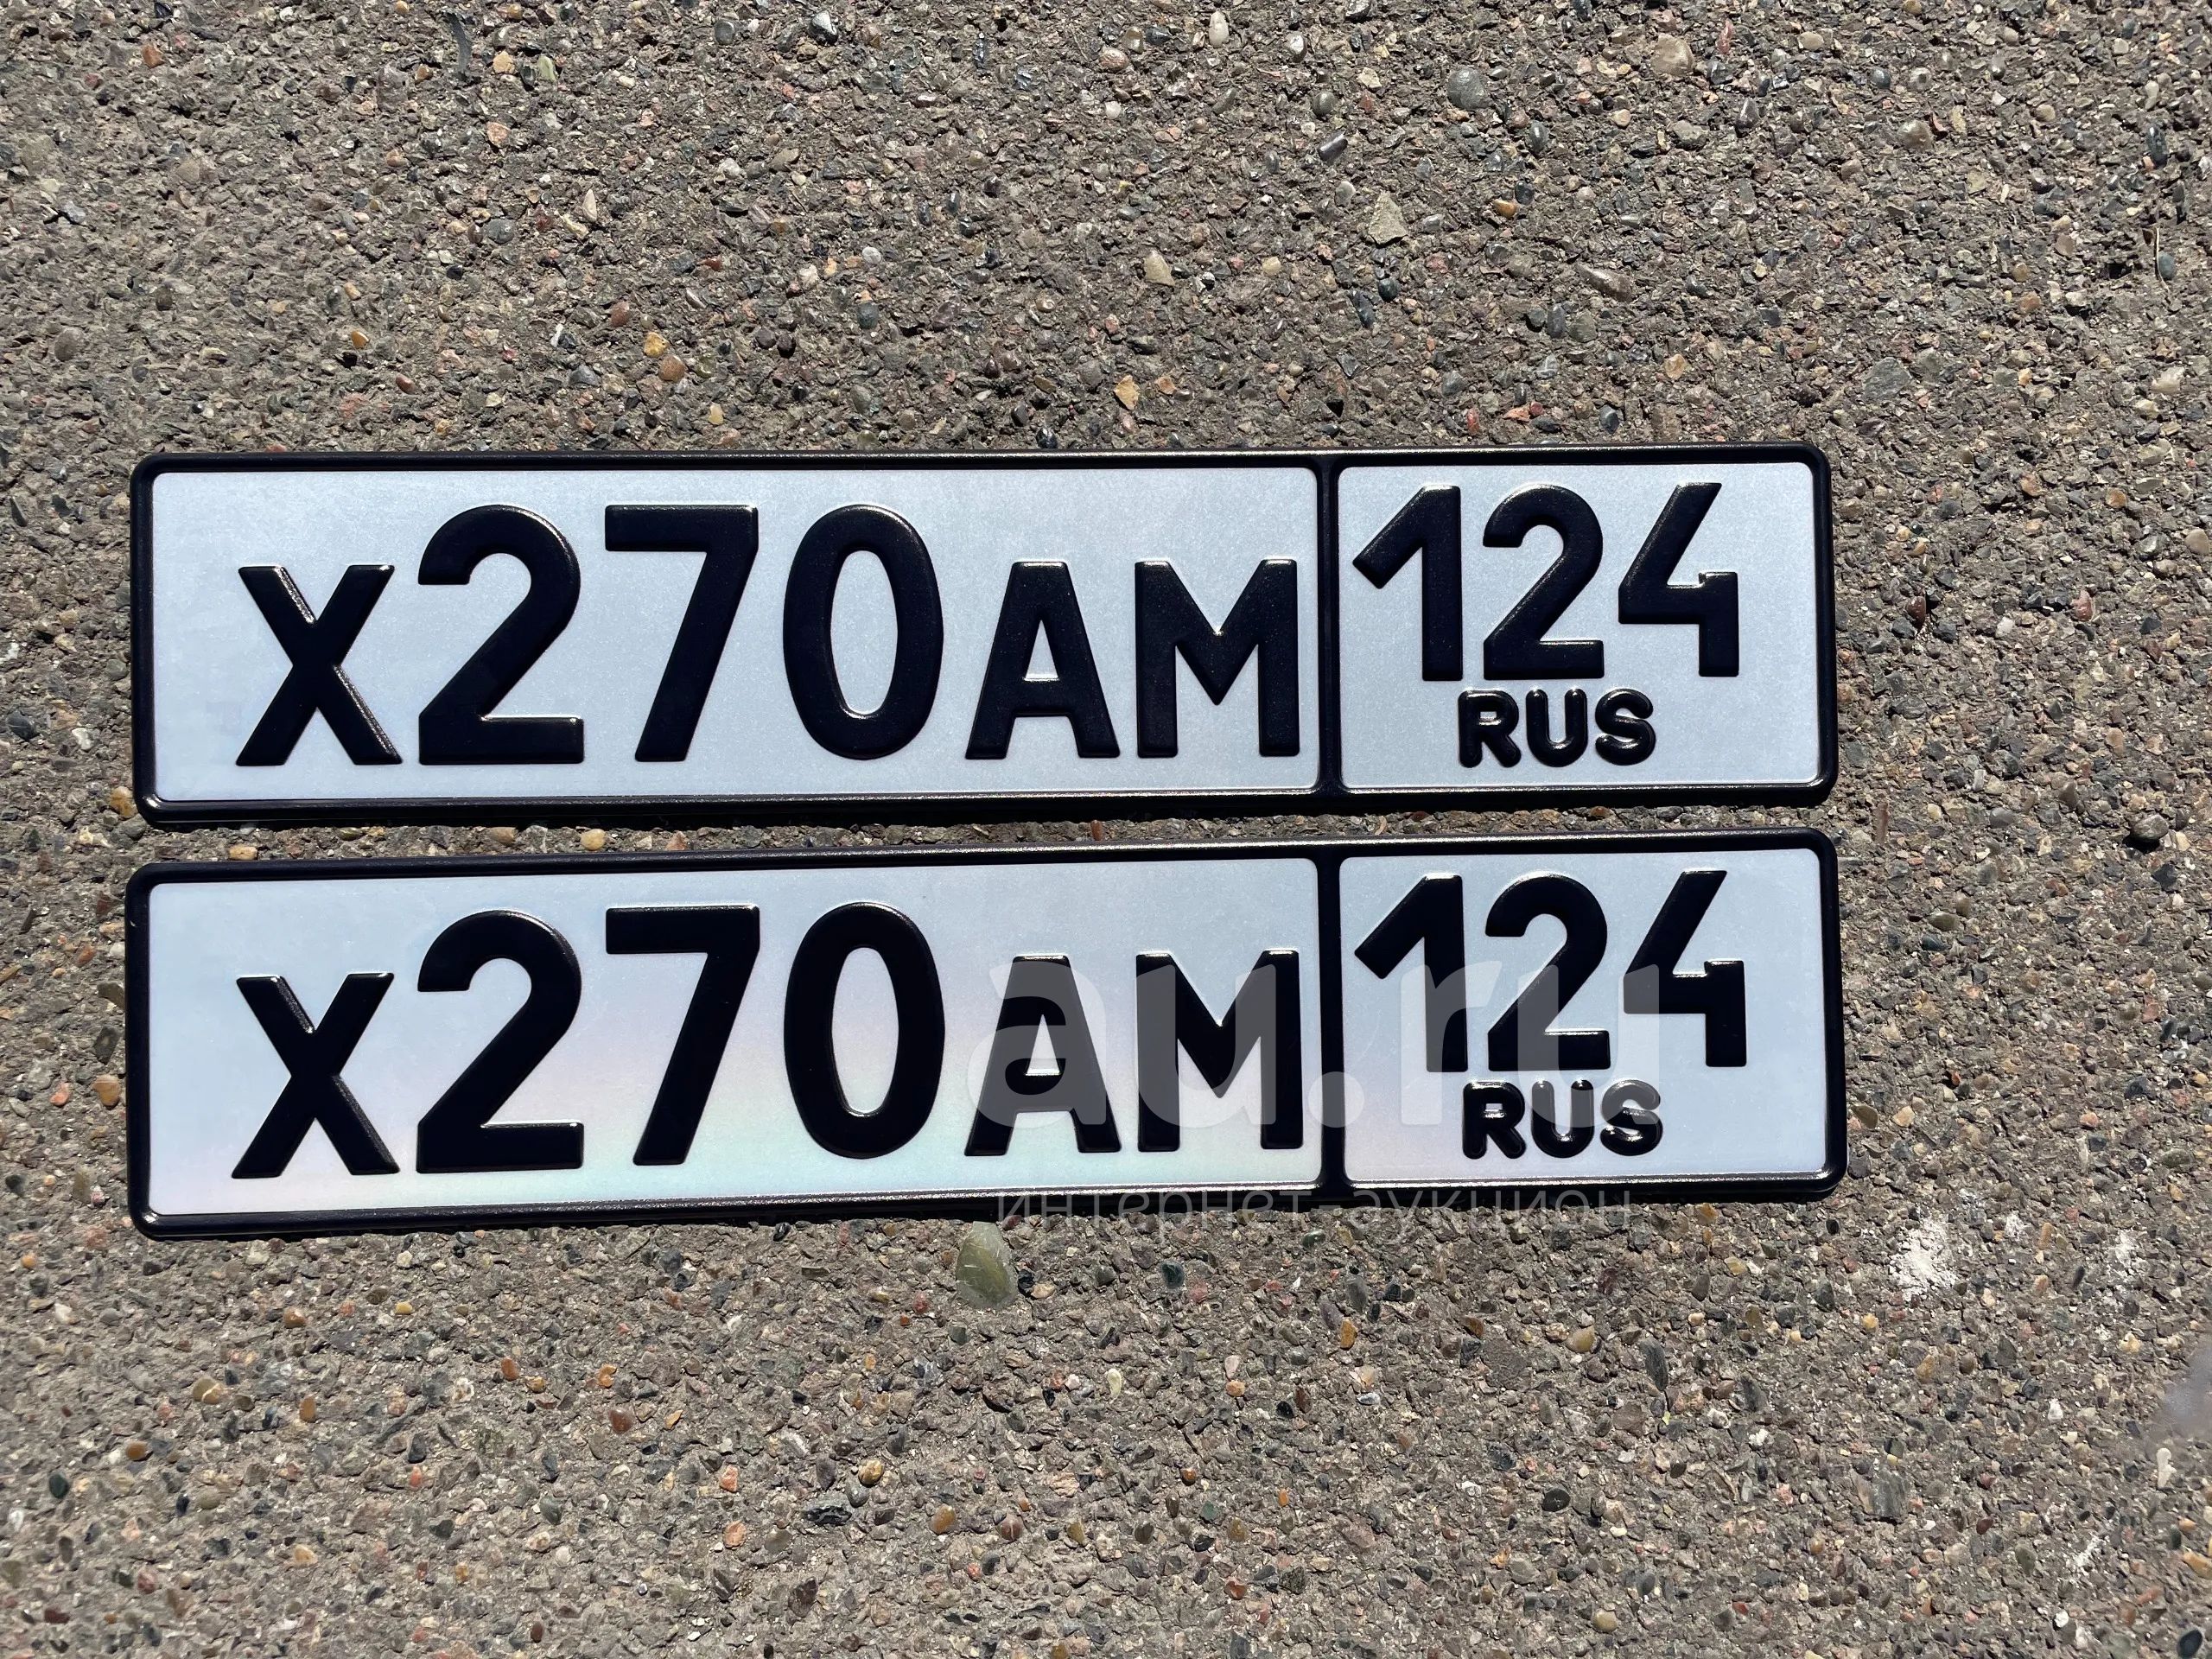 Х270АМ 124
RUS
Х270АМ 124
RUS
au.ru
интернет-аукцион